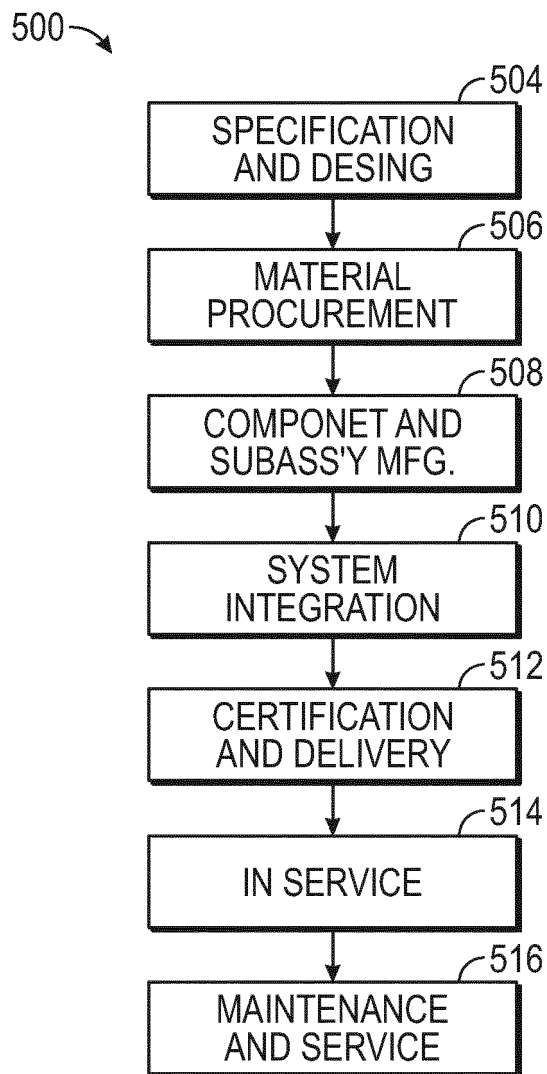 500
504
SPECIFICATION
AND DESING
506
MATERIAL
PROCUREMENT
508
COMPONET AND
SUBASS'Y MFG.
510
SYSTEM
INTEGRATION
512
CERTIFICATION
AND DELIVERY
514
IN SERVICE
516
MAINTENANCE
AND SERVICE